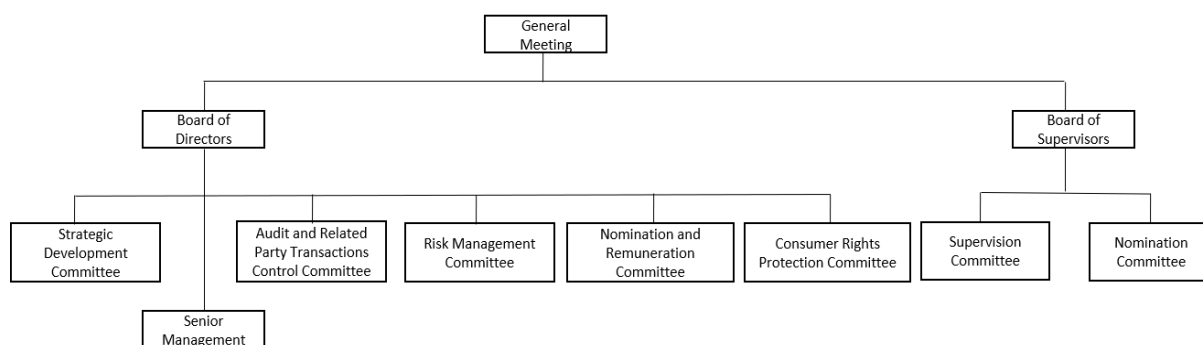 General
Meeting
Board of
Directors
Board of
Supervisors
Strategic
Development
Committee
Audit and Related
Party Transactions
Control Committee
Risk Management
Committee
Nomination and
Remuneration
Committee
Consumer Rights
Protection Committee
Supervision
Committee
Nomination
Committee
Senior
Management